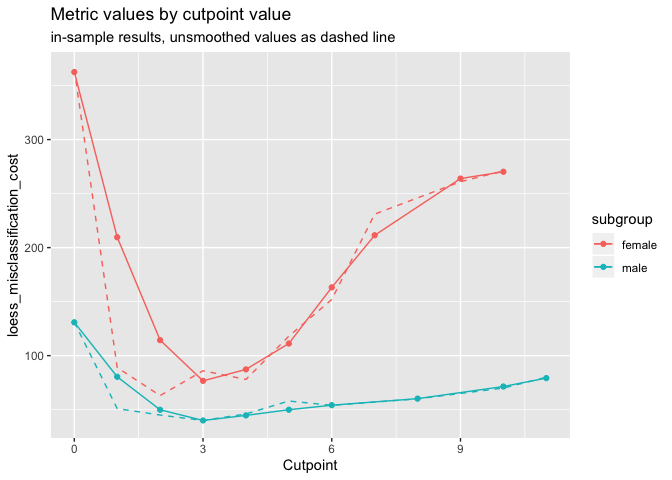 Metric values by cutpoint value
in-sample results, unsmoothed values as dashed line
loess_misclassification_cost
300
200
100
0
3
6
9
Cutpoint
subgroup
female
male